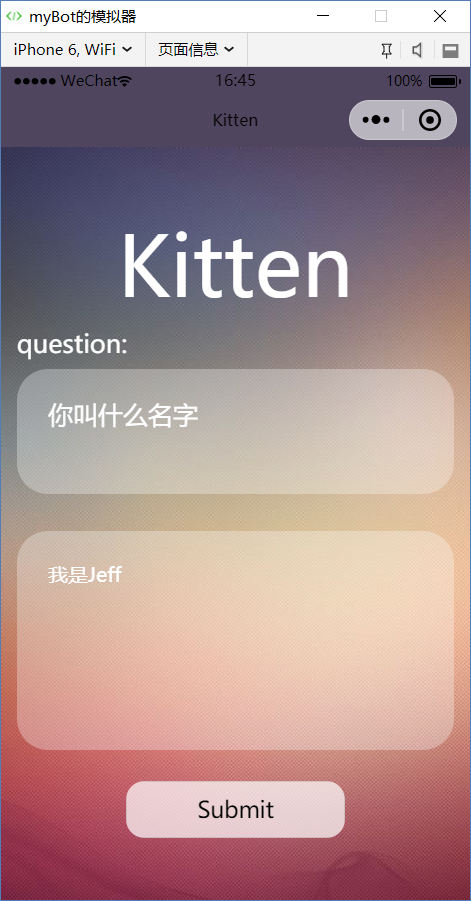 myBot的模拟器
iPhone 6, WiFi 页面信息
WeChat 16:45 100%
Kitten
Kitten
question:
你叫什么名字
我是Jeff
Submit